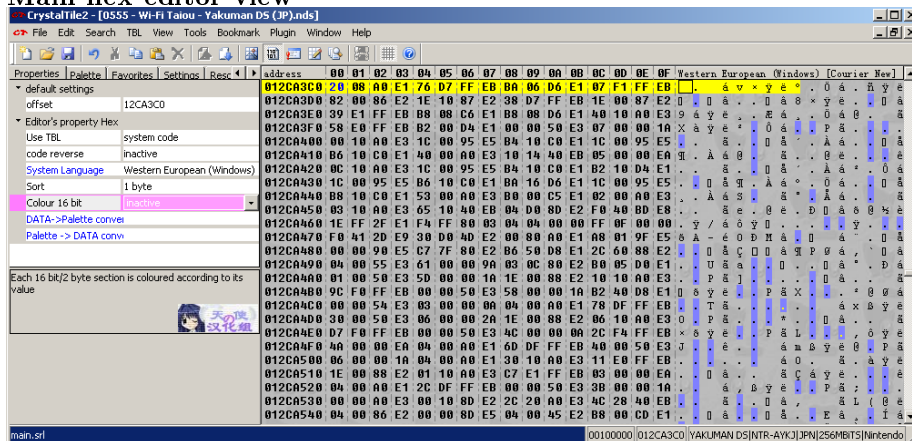 Main hex editor view
CrystalTile2 - [0555 - Wi-Fi Taiou - Yakuman DS (JP).nds]
File Edit Search TBL View Tools Bookmark Plugin Window Help
Properties Palette Favorites Settings Resc
default settings
offset 12CA3C0
Editor's property Hex
Use TBL system code
code reverse inactive
System Language Western European (Windows)
Sort 1 byte
Colour 16 bit inactive
DATA->Palette conver
Palette -> DATA conv
Each 16 bit/2 byte section is coloured according to its value
天の使
汉化组
address 00 01 02 03 04 05 06 07 08 09 0A 0B 0C 0D 0E 0F Western European (Windows) [Courier New]
012CA3C0 20 08 A0 E1 76 D7 FF EB BA 06 D6 E1 07 F1 FF EB
012CA3D0 82 00 86 E2 1E 10 87 E2 38 D7 FF EB 1E 00 87 E2
012CA3E0 39 E1 FF EB B8 08 C6 E1 B8 08 D6 E1 40 10 A0 E3
012CA3F0 58 E0 FF EB B2 00 D4 E1 00 00 50 E3 07 00 00 1A
012CA400 00 10 A0 E3 1C 00 95 E5 B4 10 C0 E1 1C 00 95 E5
012CA410 B6 10 C0 E1 40 00 A0 E3 10 14 40 EB 05 00 00 EA
012CA420 0C 10 A0 E3 1C 00 95 E5 B4 10 C0 E1 B2 10 D4 E1
012CA430 1C 00 95 E5 B6 10 C0 E1 BA 16 D6 E1 1C 00 95 E5
012CA440 B8 10 C0 E1 53 00 A0 E3 B0 00 C5 E1 02 00 A0 E3
012CA450 03 10 A0 E3 65 10 40 EB 04 D0 8D E2 F0 40 BD E8
012CA460 1E FF 2F E1 F4 FF 80 03 04 04 00 00 FF 0F 00 00
012CA470 F0 41 2D E9 30 D0 4D E2 00 80 A0 E1 A8 01 9F E5
012CA480 00 00 90 E5 C7 7F 80 E2 B6 50 D8 E1 2C 60 88 E2
012CA490 04 00 55 E3 61 00 00 9A 03 0C 80 E2 B0 05 D0 E1
012CA4A0 01 00 50 E3 5D 00 00 1A 1E 00 88 E2 10 10 A0 E3
012CA4B0 9C F0 FF EB 00 00 50 E3 58 00 00 1A B2 40 D8 E1
012CA4C0 00 00 54 E3 03 00 00 0A 04 00 A0 E1 78 DF FF EB
012CA4D0 30 00 50 E3 06 00 00 2A 1E 00 88 E2 06 10 A0 E3
012CA4E0 D7 F0 FF EB 00 00 50 E3 4C 00 00 0A 2C F4 FF EB
012CA4F0 4A 00 00 EA 04 00 A0 E1 6D DF FF EB 40 00 50 E3
012CA500 06 00 00 1A 04 00 A0 E1 30 10 A0 E3 11 E0 FF EB
012CA510 1E 00 88 E2 01 10 A0 E3 C7 E1 FF EB 03 00 00 EA
012CA520 04 00 A0 E1 2C DF FF EB 00 00 50 E3 3B 00 00 1A
012CA530 00 00 A0 E3 00 10 8D E2 2C 20 A0 E3 4C 28 40 EB
012CA540 04 00 86 E2 00 00 8D E5 04 00 45 E2 B8 00 CD E1
main.srl 00100000 012CA3C0 YAKUMAN DS|NTR-AYKJ|JPN|256MBiTS|Nintendo